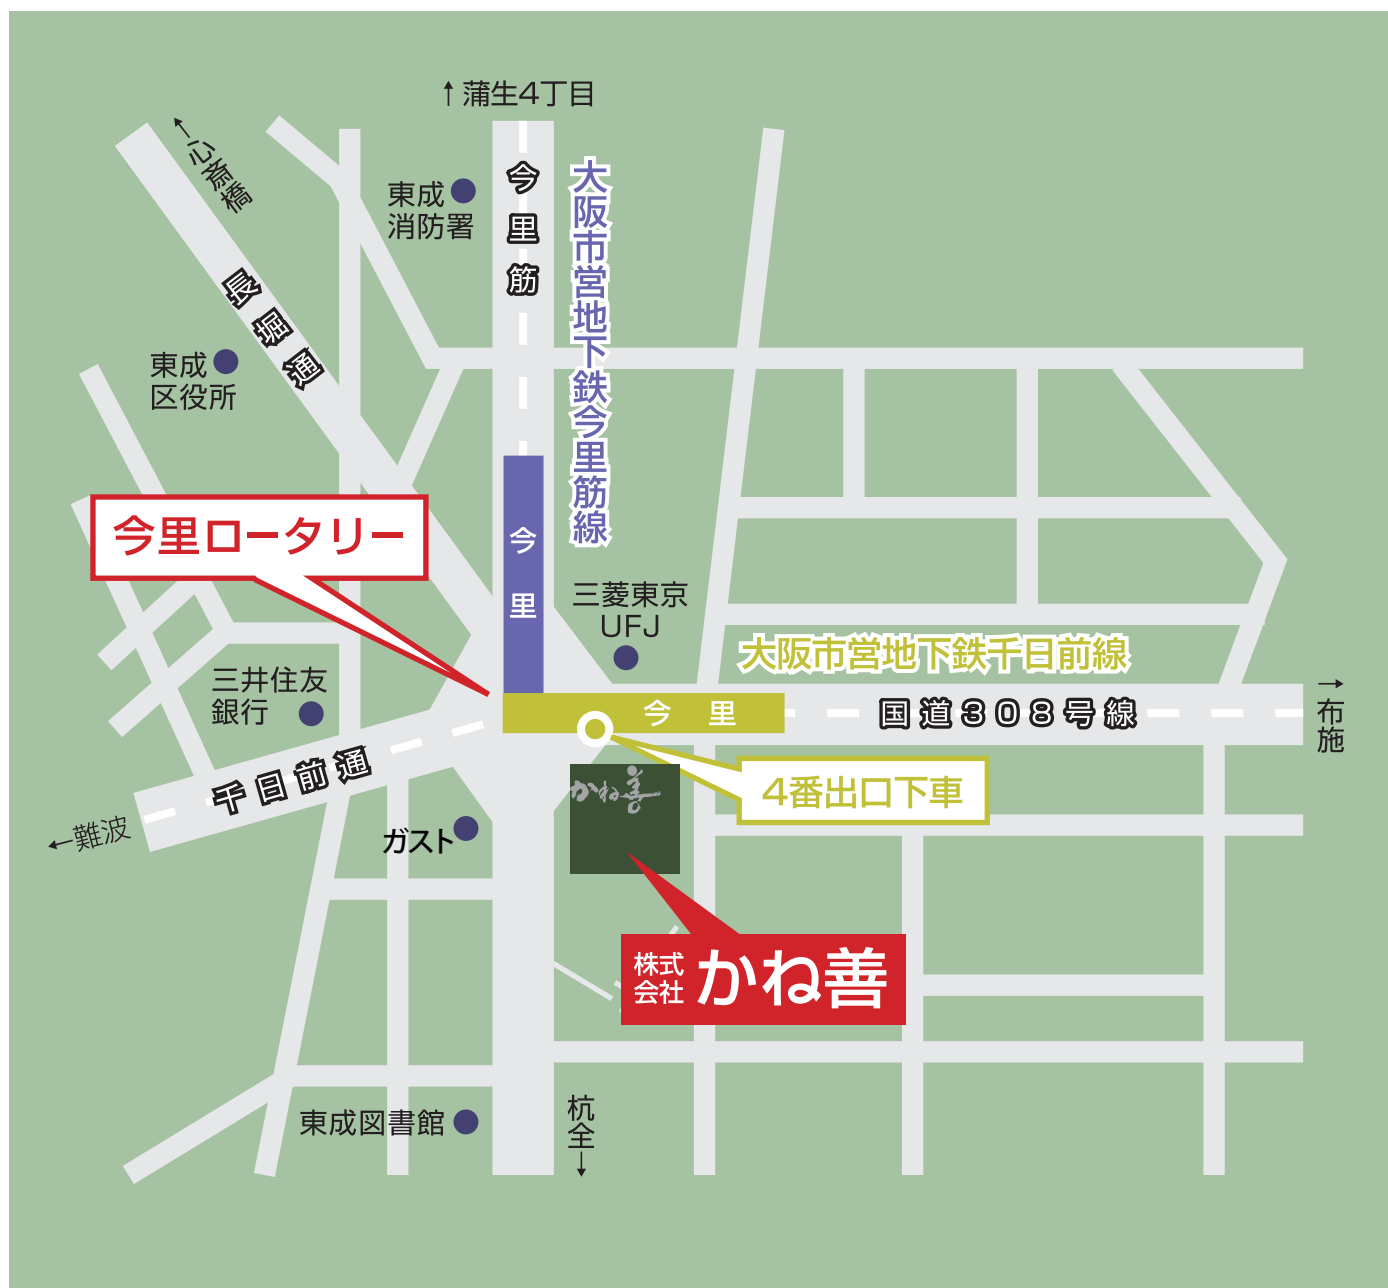 ↑蒲生4丁目
↑心斎橋
東成
消防署
今里筋
大阪市営地下鉄今里筋線
長堀通
東成
区役所
今里ロータリー
今里
三菱東京
UFJ
大阪市営地下鉄千日前線
三井住友
銀行
今里
国道308号線
→布施
千日前通
4番出口下車
かね善
←難波
ガスト
株式
会社
かね善
東成図書館
杭全→